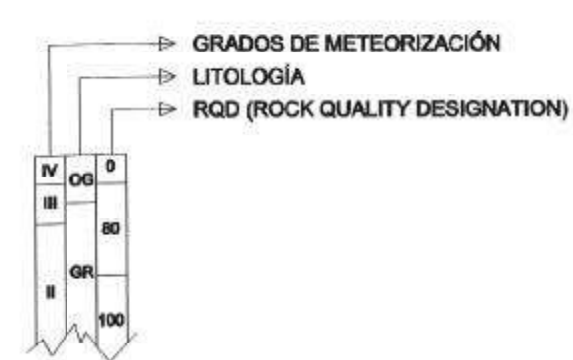 GRADOS DE METEORIZACIÓN
LITOLOGÍA
RQD (ROCK QUALITY DESIGNATION)
IV OG 0
III
80
GR
II
100